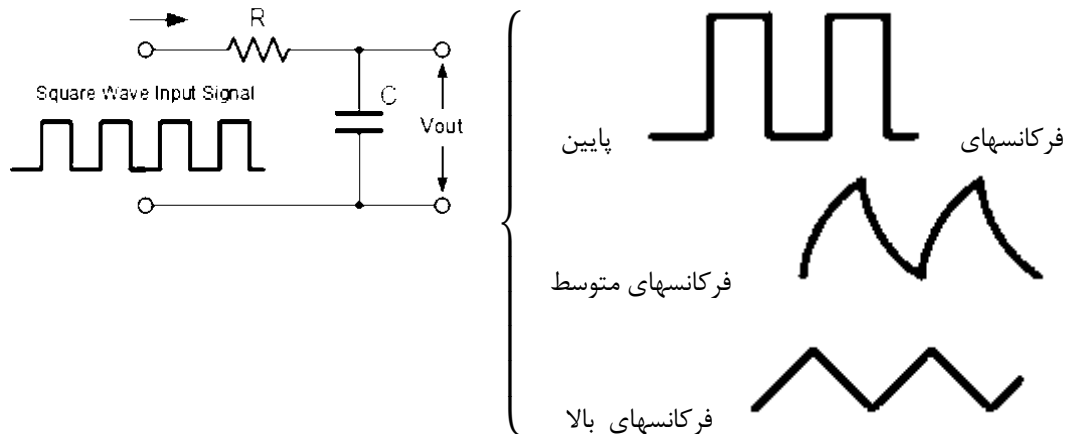 R
Square Wave Input Signal
C
Vout
فرکانسهای پایین
فرکانسهای متوسط
فرکانسهای بالا